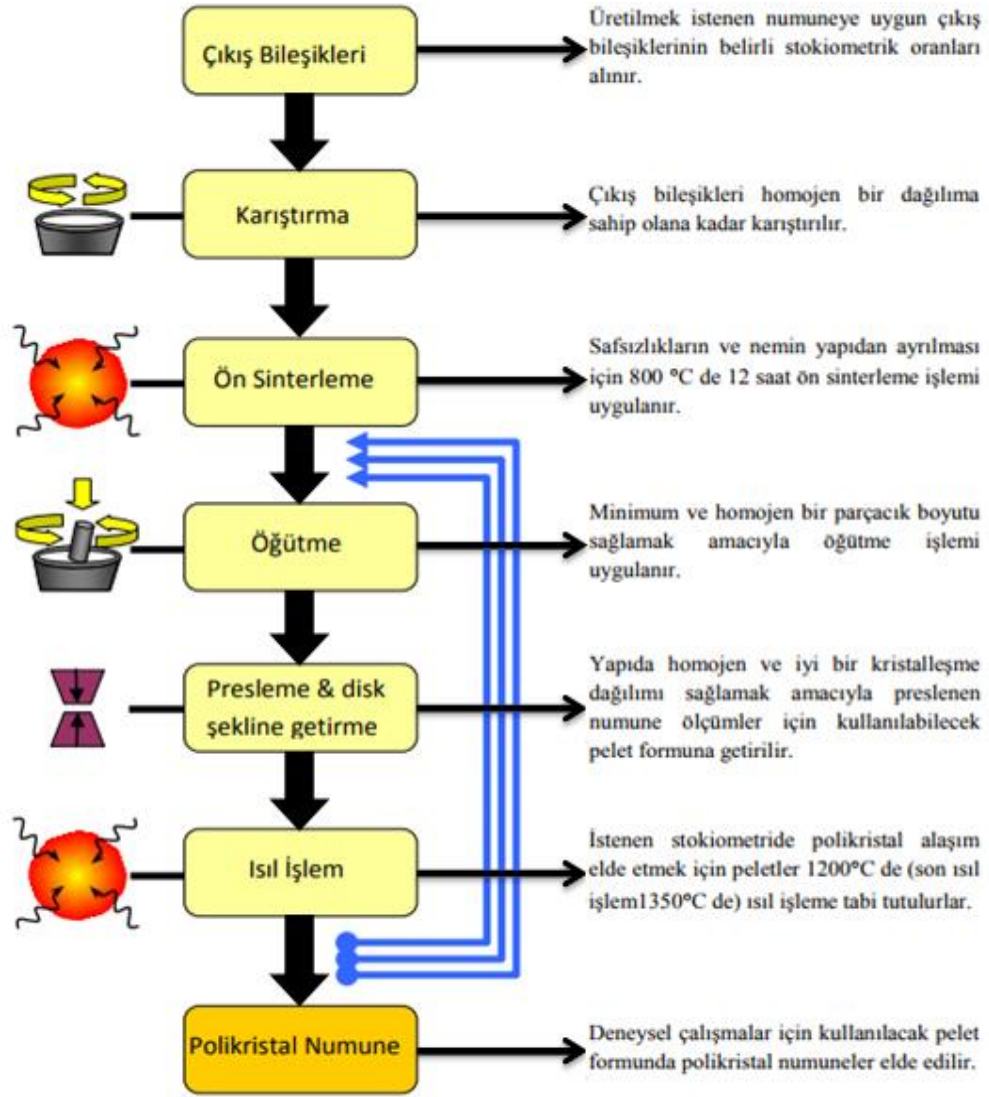 Çıkış Bileşikleri
Üretilmek istenen numuneye uygun çıkış
bileşiklerinin belirli stokiometrik oranları
alınır.
Karıştırma
Çıkış bileşikleri homojen bir dağılıma
sahip olana kadar karıştırılır.
Ön Sinterleme
Safsızlıkların ve nemin yapıdan ayrılması
için 800 °C de 12 saat ön sinterleme işlemi
uygulanır.
Öğütme
Minimum ve homojen bir parçacık boyutu
sağlamak amacıyla öğütme işlemi
uygulanır.
Presleme & disk
şekline getirme
Yapıda homojen ve iyi bir kristalleşme
dağılımı sağlamak amacıyla preslenen
numune ölçümler için kullanılabilecek
pelet formuna getirilir.
Isıl İşlem
İstenen stokiometride polikristal alaşım
elde etmek için peletler 1200°C de (son ısıl
işlem1350°C de) ısıl işleme tabi tutulurlar.
Polikristal Numune
Deneysel çalışmalar için kullanılacak pelet
formunda polikristal numuneler elde edilir.